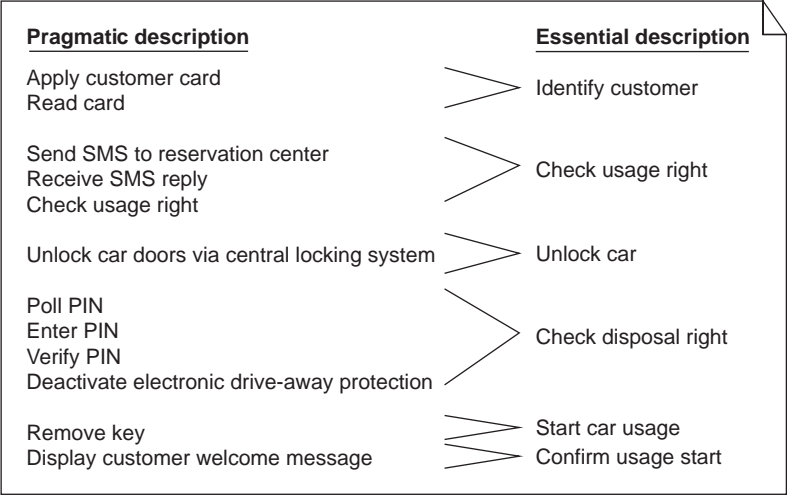 Pragmatic description
Essential description
Apply customer card
Read card
Identify customer
Send SMS to reservation center
Receive SMS reply
Check usage right
Check usage right
Unlock car doors via central locking system
Unlock car
Poll PIN
Enter PIN
Verify PIN
Deactivate electronic drive-away protection
Check disposal right
Remove key
Start car usage
Display customer welcome message
Confirm usage start